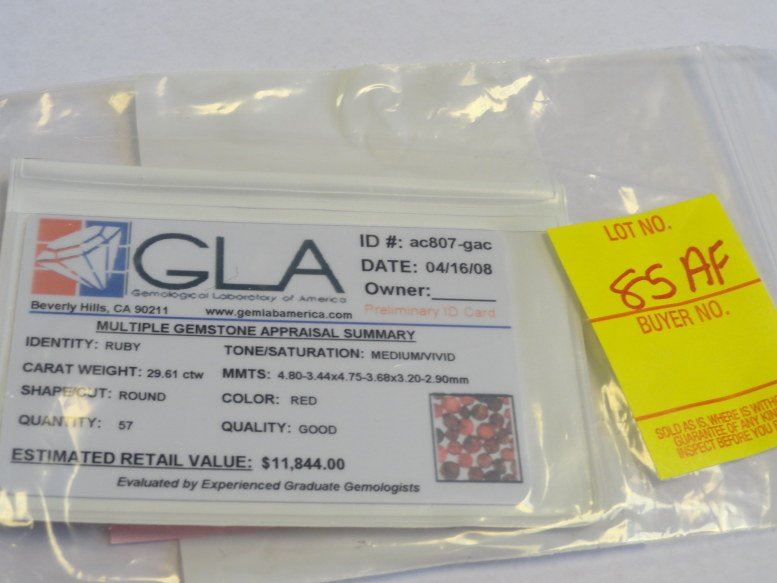 GLA
Gemological Laboratory of America
Beverly Hills, CA 90211
www.gemlabamerica.com
ID #: ac807-gac
DATE: 04/16/08
Owner:
Preliminary ID Card
MULTIPLE GEMSTONE APPRAISAL SUMMARY
IDENTITY: RUBY
TONE/SATURATION: MEDIUM/VIVID
CARAT WEIGHT: 29.61 ctw
MMTS: 4.80-3.44x4.75-3.68x3.20-2.90mm
SHAPE/CUT: ROUND
COLOR: RED
QUANTITY: 57
QUALITY: GOOD
ESTIMATED RETAIL VALUE: $11,844.00
Evaluated by Experienced Graduate Gemologists
LOT NO.
85 AF
BUYER NO.
SOLD AS IS, WHERE IS WITH
GUARANTEE OF ANY
INSPECT BEFORE YOU